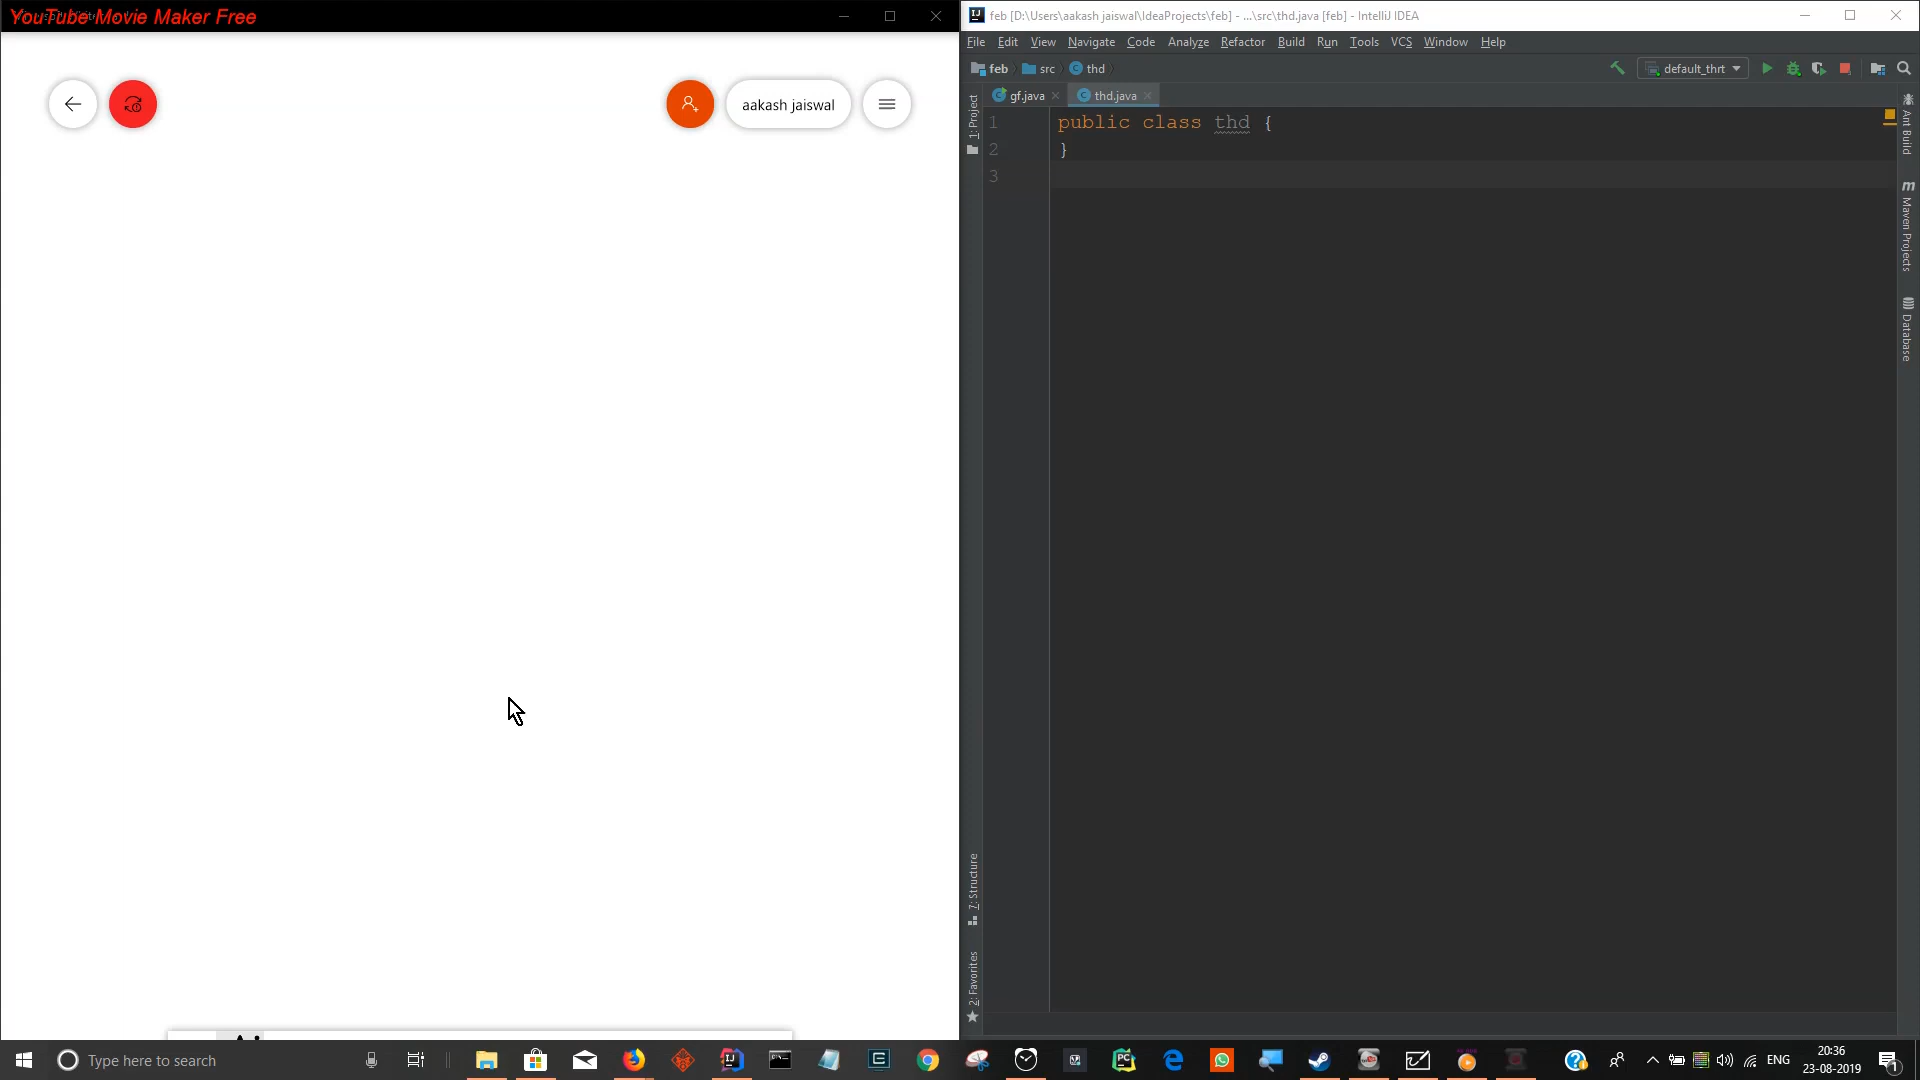 YouTube Movie Maker Free
aakash jaiswal
feb [D:\Users\aakash jaiswal\IdeaProjects\feb] - ...\src\thd.java [feb] - IntelliJ IDEA
File Edit View Navigate Code Analyze Refactor Build Run Tools VCS Window Help
feb src thd
default_thrt
gf.java thd.java
1 public class thd {
2 }
3
1: Project
7: Structure
2: Favorites
Ant Build
Maven Projects
Database
Type here to search
ENG
20:36
23-08-2019
1